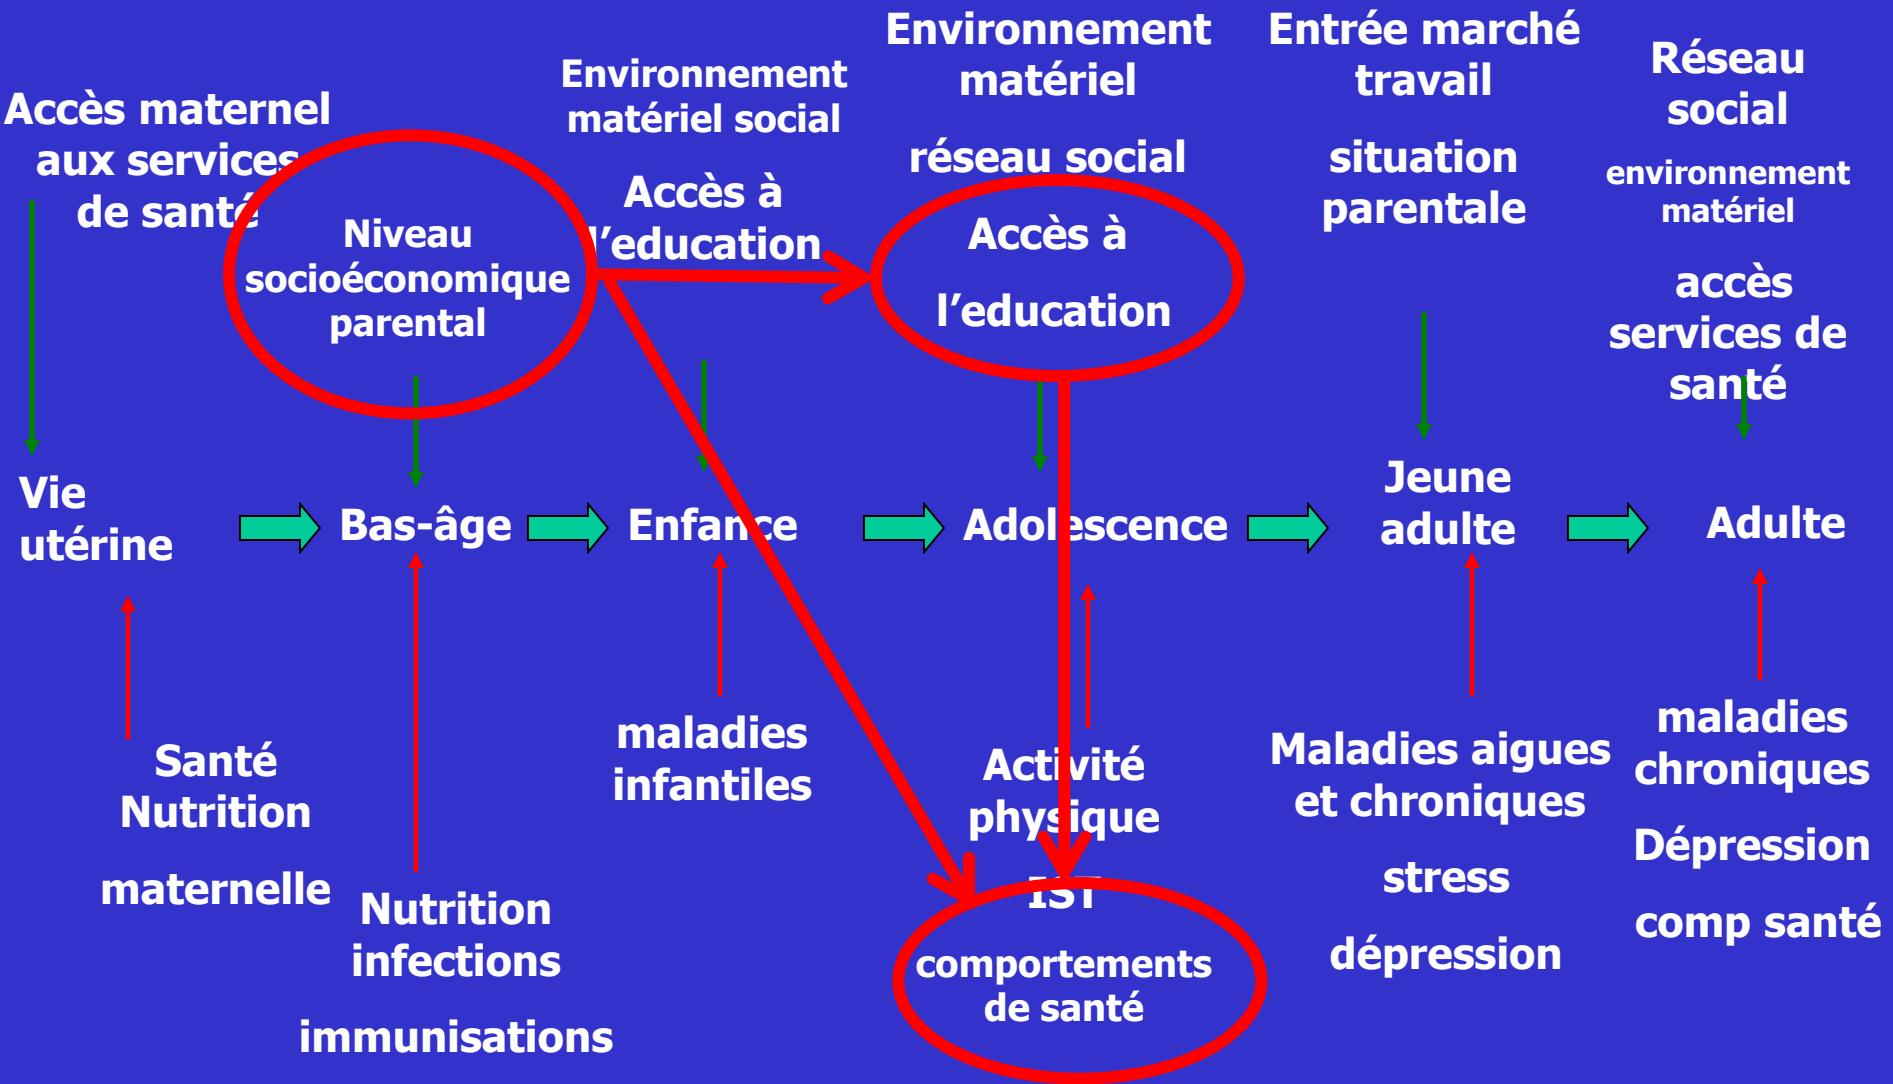 Accès maternel
aux services
de santé
Niveau
socioéconomique
parental
Environnement
matériel social
Accès à
l’education
Environnement
matériel
réseau social
Accès à
l’education
Entrée marché
travail
situation
parentale
Réseau
social
environnement
matériel
accès
services de
santé
Vie
utérine
Bas-âge
Enfance
Adolescence
Jeune
adulte
Adulte
Santé
Nutrition
maternelle
Nutrition
infections
immunisations
maladies
infantiles
Activité
physique
IST
comportements
de santé
Maladies aigues
et chroniques
stress
dépression
maladies
chroniques
Dépression
comp santé